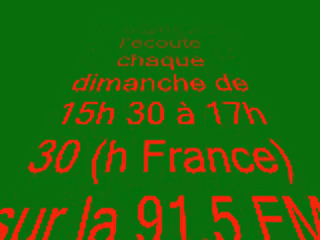 l'ecoute
chaque
dimanche de
15h 30 à 17h
30 (h France)
sur la 91.5 FM